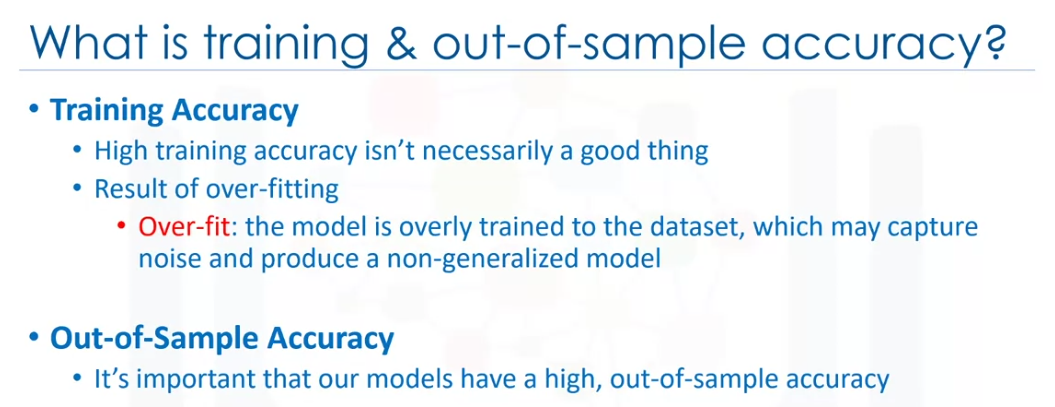 What is training & out-of-sample accuracy?
• Training Accuracy
• High training accuracy isn't necessarily a good thing
• Result of over-fitting
• Over-fit: the model is overly trained to the dataset, which may capture
noise and produce a non-generalized model
• Out-of-Sample Accuracy
• It's important that our models have a high, out-of-sample accuracy